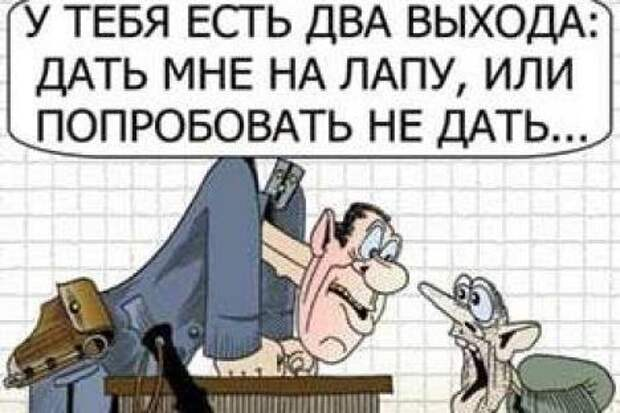 У ТЕБЯ ЕСТЬ ДВА ВЫХОДА:
ДАТЬ МНЕ НА ЛАПУ, ИЛИ
ПОПРОБОВАТЬ НЕ ДАТЬ...